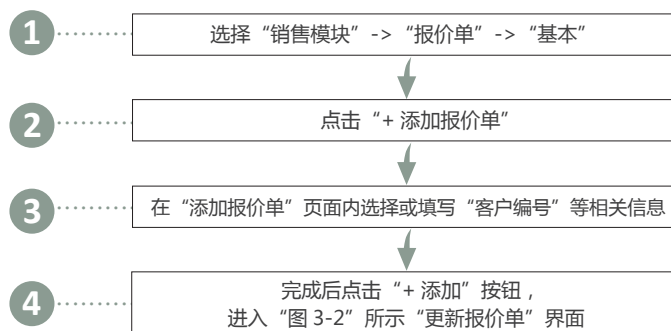 1
选择“销售模块”->“报价单”->“基本”
2
点击“+ 添加报价单”
3
在“添加报价单”页面内选择或填写“客户编号”等相关信息
4
完成后点击“+ 添加”按钮，
进入“图 3-2”所示“更新报价单”界面